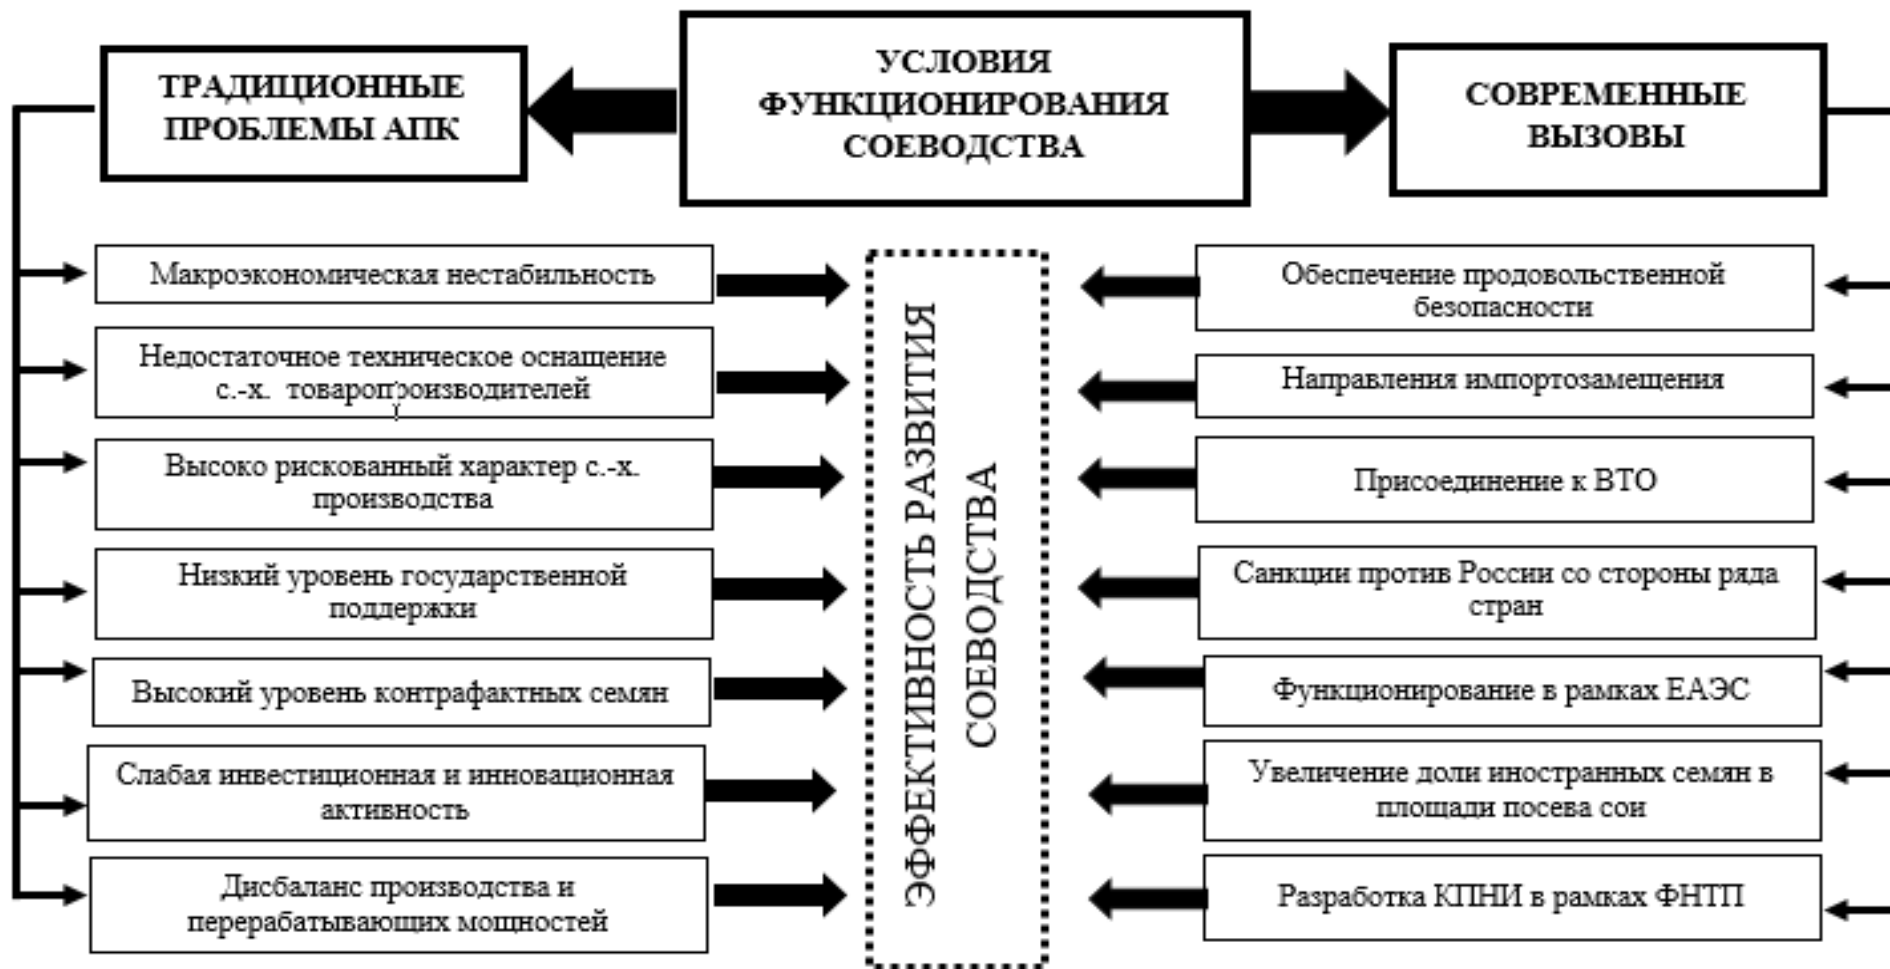 ТРАДИЦИОННЫЕ
ПРОБЛЕМЫ АПК
УСЛОВИЯ
ФУНКЦИОНИРОВАНИЯ
СОЕВОДСТВА
СОВРЕМЕННЫЕ
ВЫЗОВЫ
Макроэкономическая нестабильность
Недостаточное техническое оснащение
с.-х. товаропроизводителей
Высоко рискованный характер с.-х.
производства
Низкий уровень государственной
поддержки
Высокий уровень контрафактных семян
Слабая инвестиционная и инновационная
активность
Дисбаланс производства и
перерабатывающих мощностей
ЭФФЕКТИВНОСТЬ РАЗВИТИЯ
СОЕВОДСТВА
Обеспечение продовольственной
безопасности
Направления импортозамещения
Присоединение к ВТО
Санкции против России со стороны ряда
стран
Функционирование в рамках ЕАЭС
Увеличение доли иностранных семян в
площади посева сои
Разработка КПНИ в рамках ФНТП